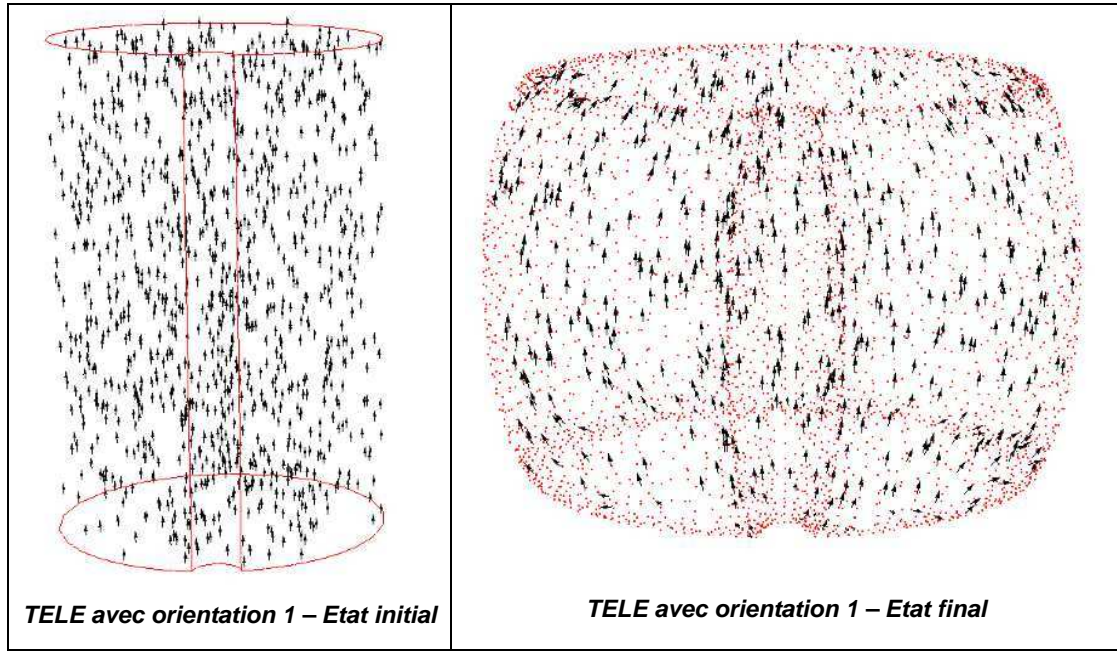 TELE avec orientation 1 – Etat initial
TELE avec orientation 1 – Etat final